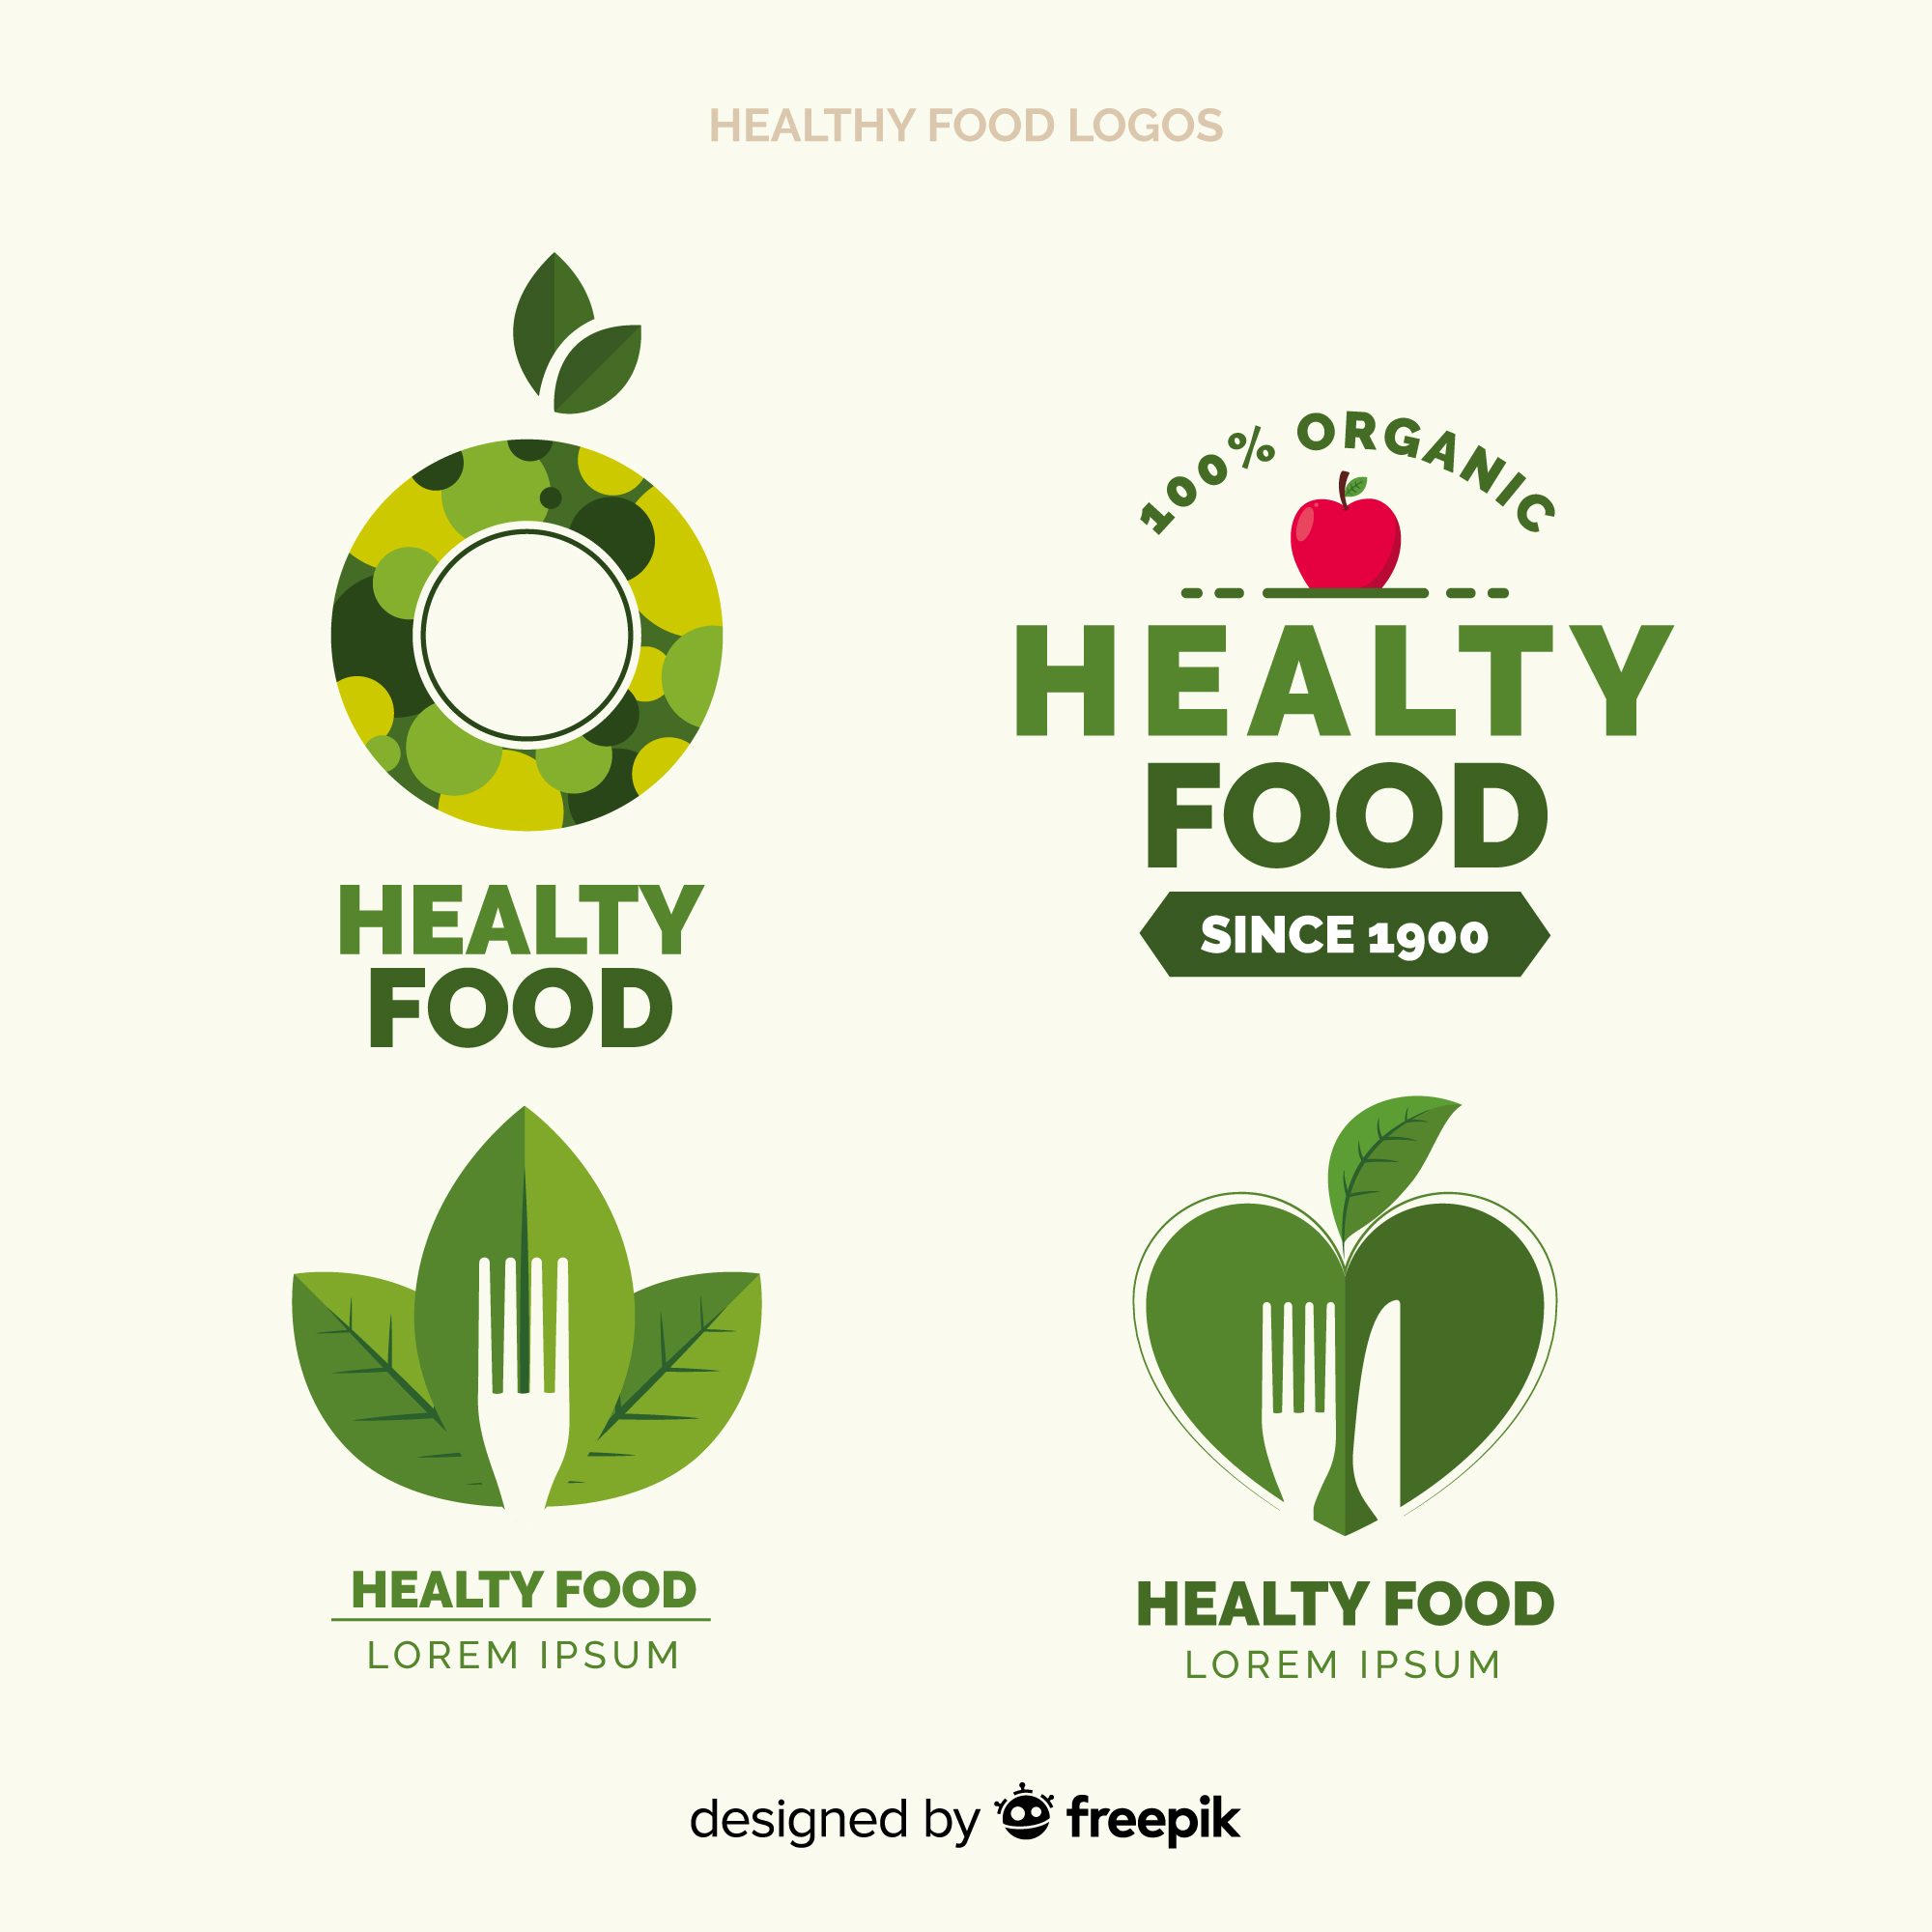 HEALTHY FOOD LOGOS
HEALTY
FOOD
100% ORGANIC
HEALTY
FOOD
SINCE 1900
HEALTY FOOD
LOREM IPSUM
HEALTY FOOD
LOREM IPSUM
designed by freepik